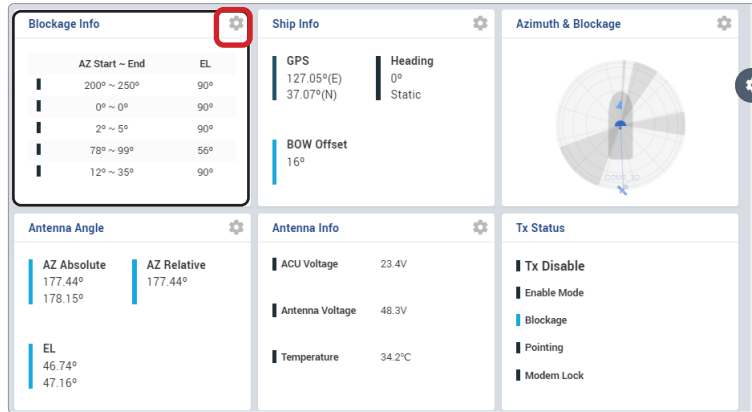 Blockage Info
AZ Start ~ End EL
200º ~ 250º 90º
0º ~ 0º 90º
2º ~ 5º 90º
78º ~ 99º 56º
12º ~ 35º 90º
Ship Info
GPS
127.05º(E)
37.07º(N)
Heading
0º
Static
BOW Offset
16º
Azimuth & Blockage
Antenna Angle
AZ Absolute
177.44º
178.15º
AZ Relative
177.44º
EL
46.74º
47.16º
Antenna Info
ACU Voltage 23.4V
Antenna Voltage 48.3V
Temperature 34.2℃
Tx Status
Tx Disable
Enable Mode
Blockage
Pointing
Modem Lock